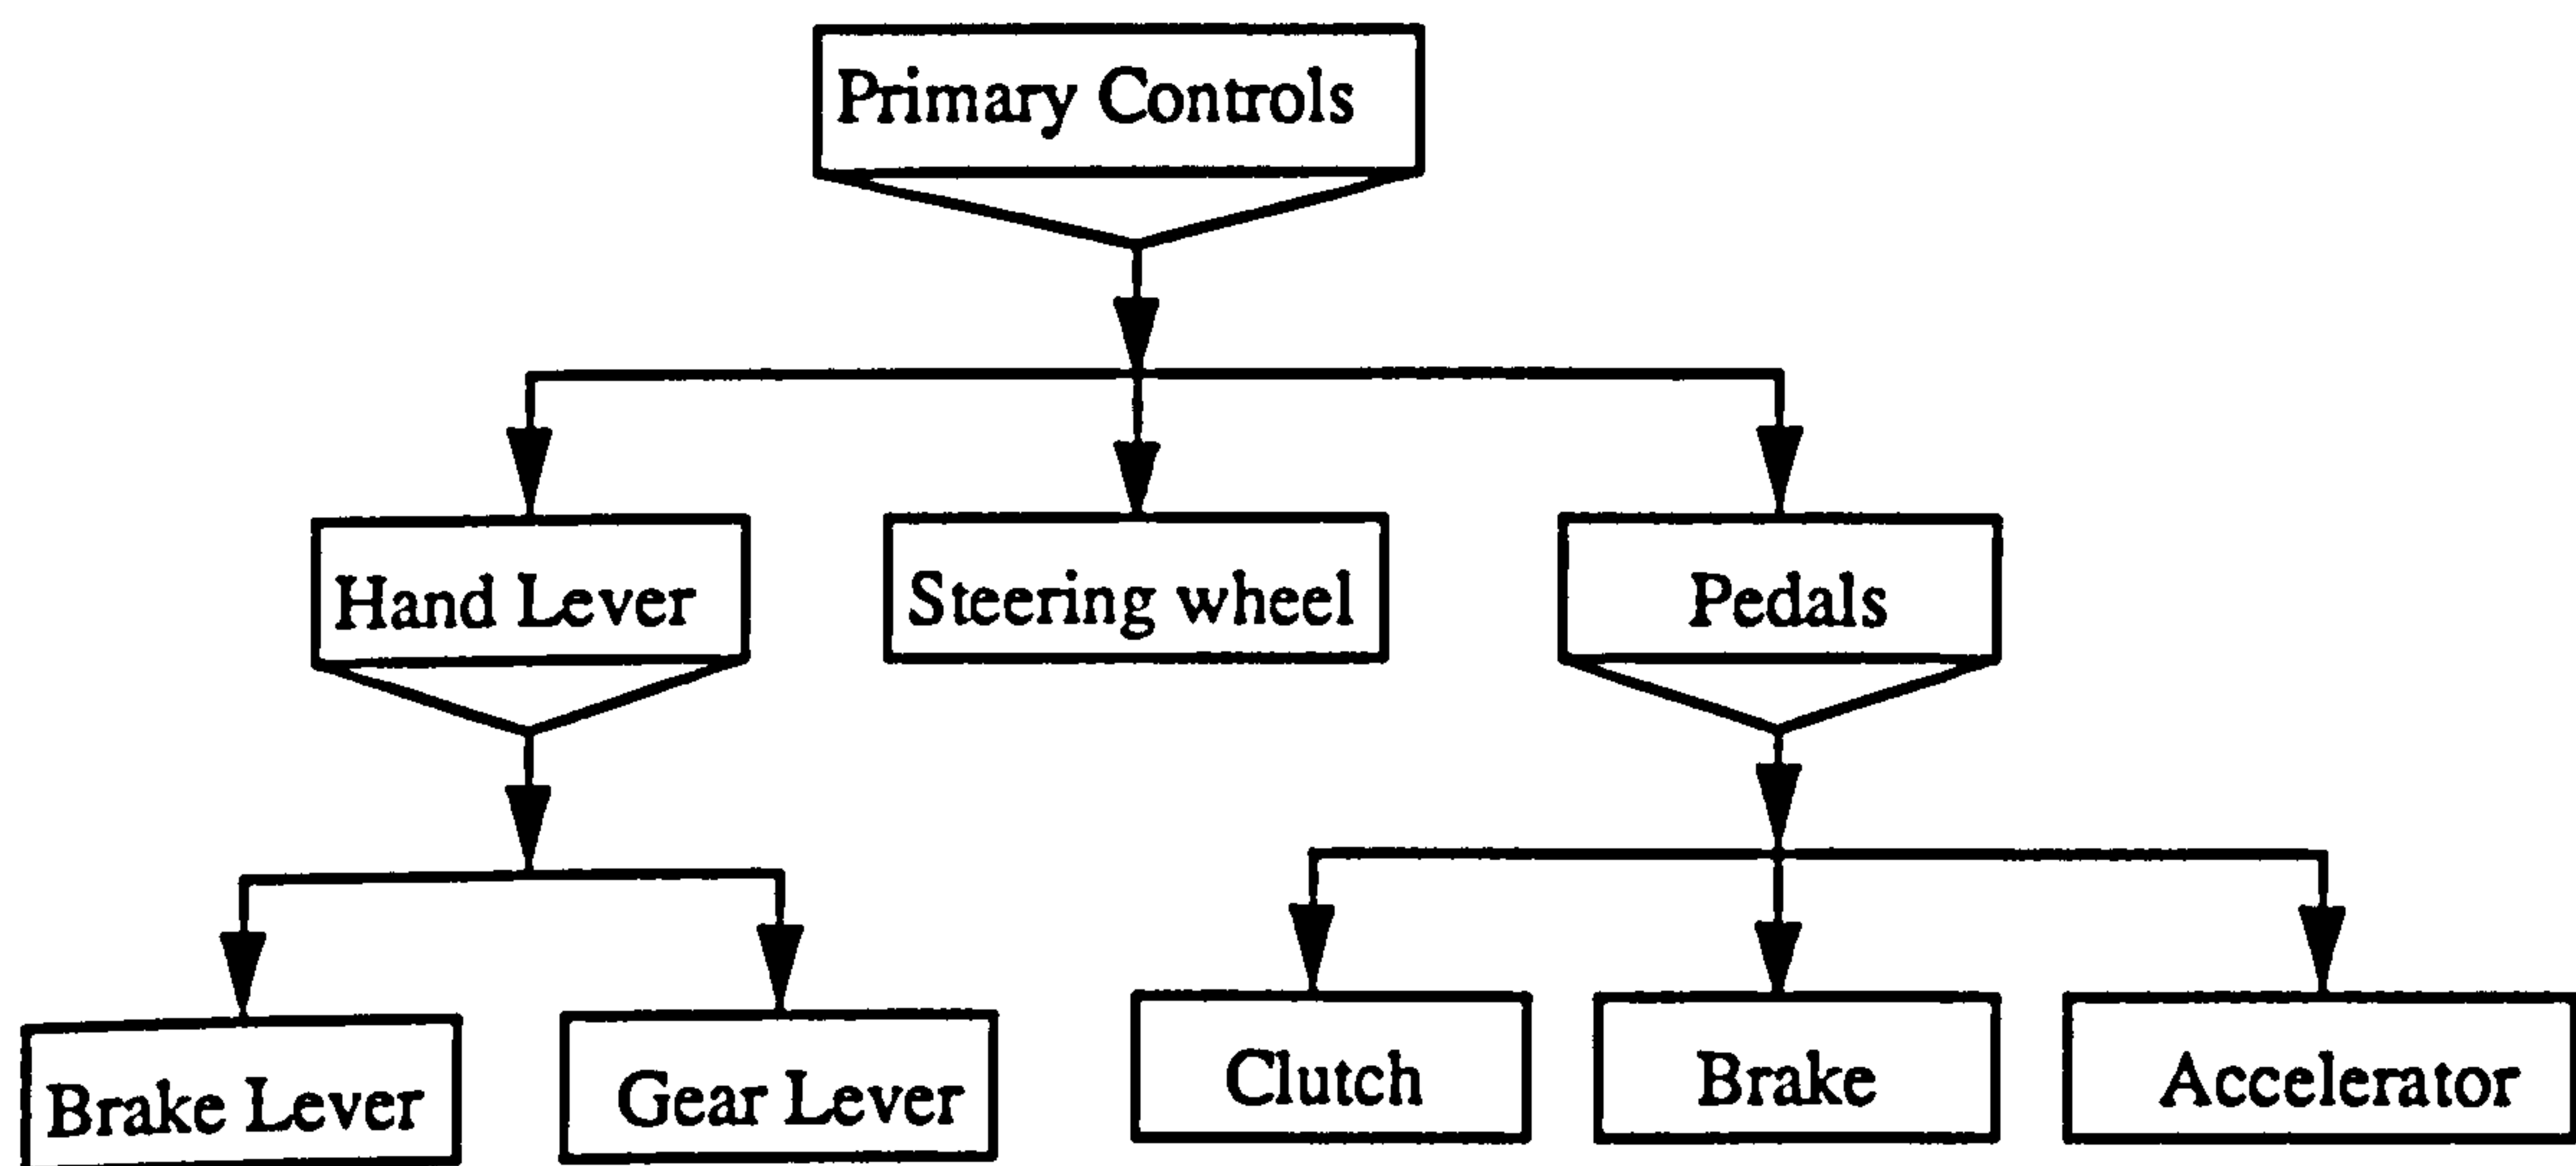 Primary Controls
Hand Lever
Steering wheel
Pedals
Brake Lever
Gear Lever
Clutch
Brake
Accelerator